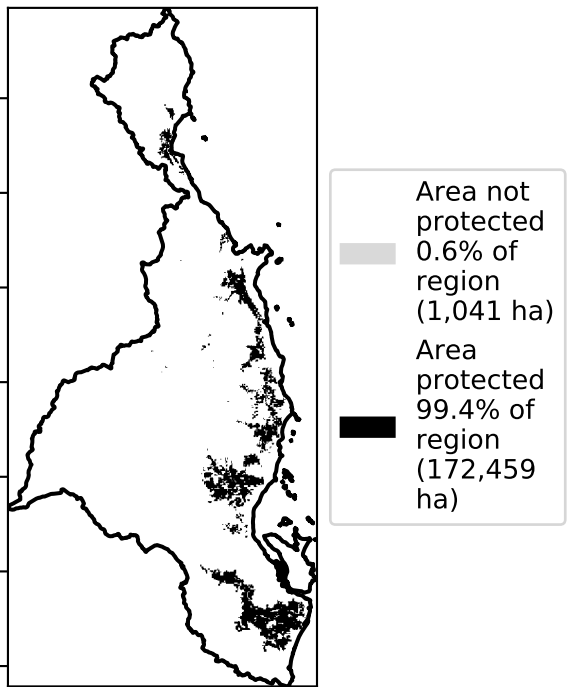 Area not
protected
0.6% of
region
(1,041 ha)
Area
protected
99.4% of
region
(172,459
ha)